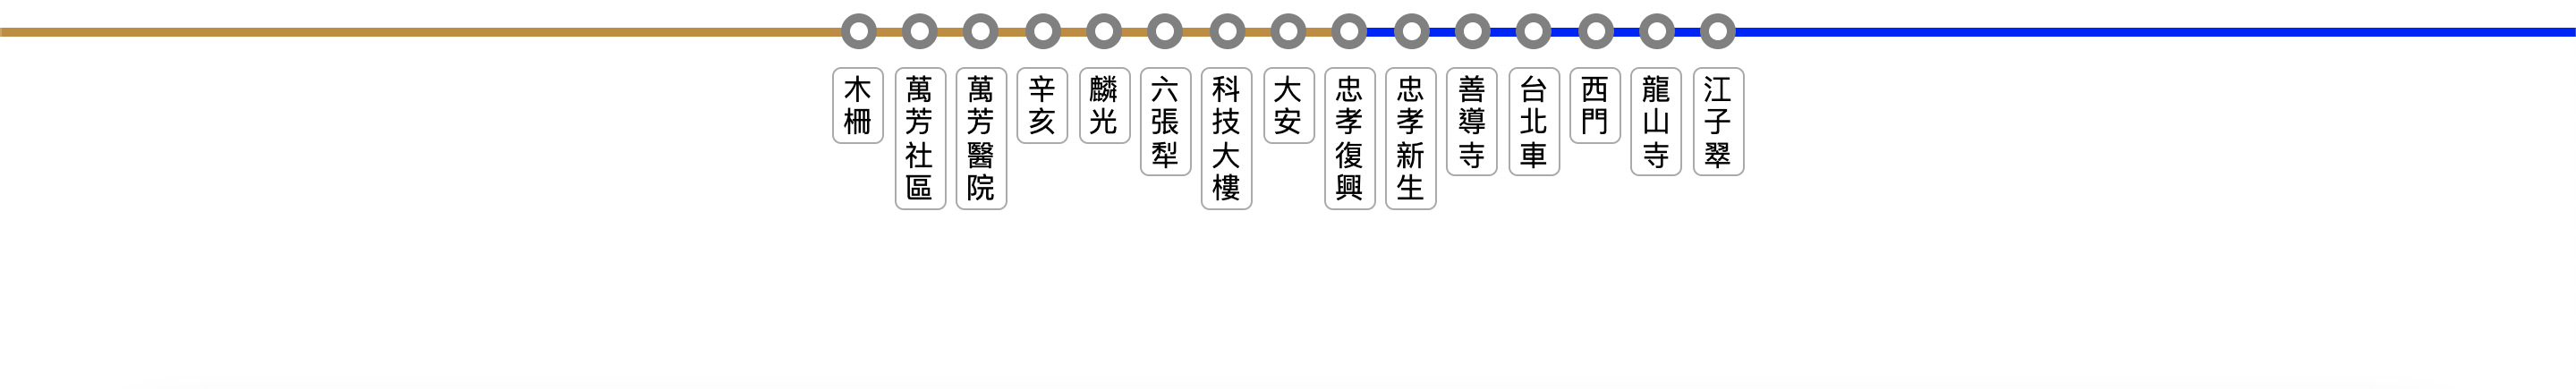 木柵
萬芳社區
萬芳醫院
辛亥
麟光
六張犁
科技大樓
大安
忠孝復興
忠孝新生
善導寺
台北車
西門
龍山寺
江子翠